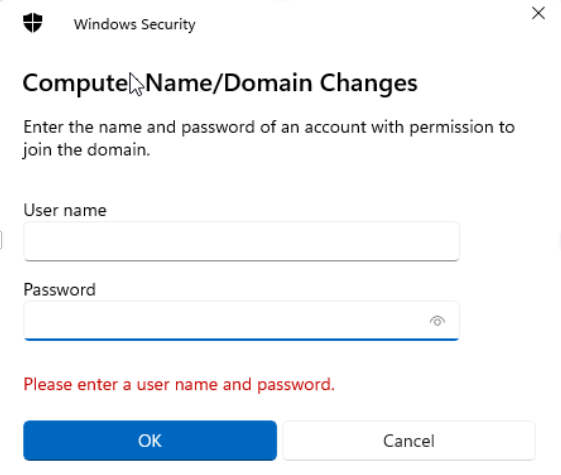 Windows Security
Compute Name/Domain Changes
Enter the name and password of an account with permission to
join the domain.
User name
Password
Please enter a user name and password.
OK
Cancel